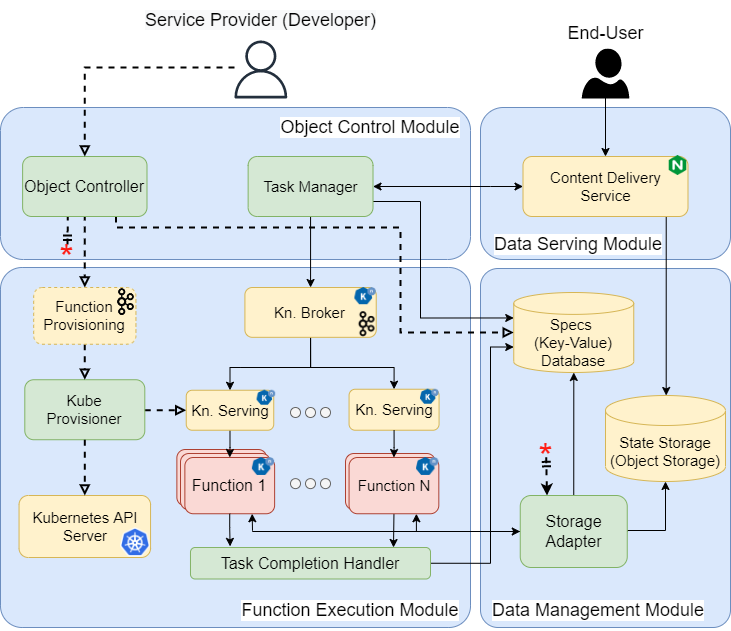 Service Provider (Developer)
End-User
Object Control Module
Object Controller
Task Manager
Content Delivery
Service
Data Serving Module
*
Function
Provisioning
Kn. Broker
Specs
(Key-Value)
Database
Kube
Provisioner
Kn. Serving
Kn. Serving
State Storage
(Object Storage)
*
Function 1
Function N
Kubernetes API
Server
Storage
Adapter
Task Completion Handler
Function Execution Module
Data Management Module
N
K
K
K
K
K